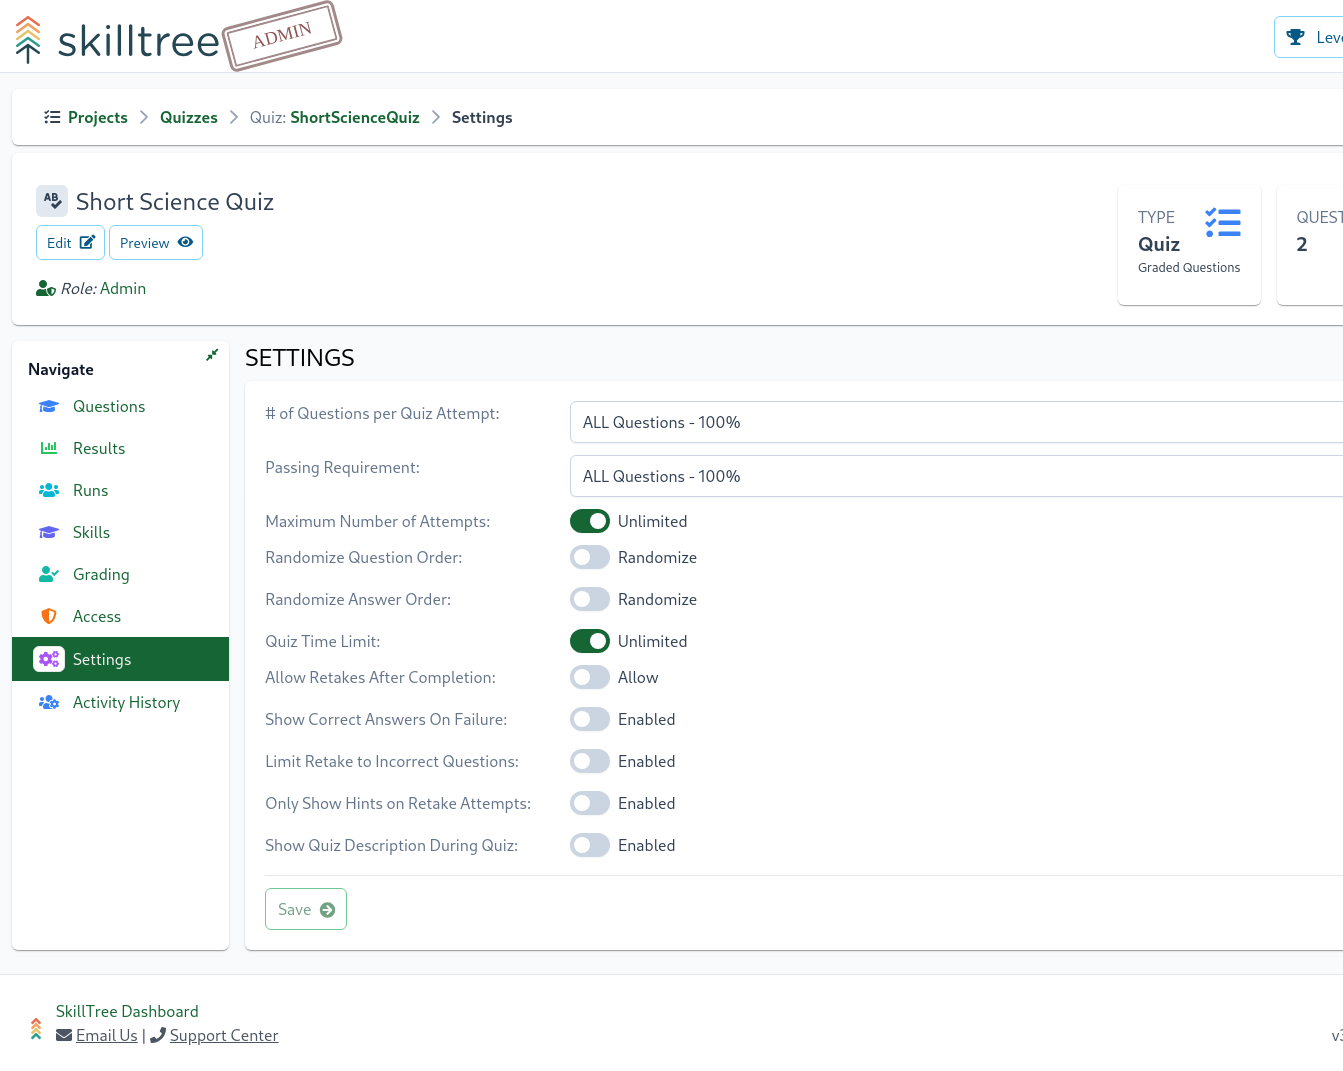 skilltree ADMIN
Projects > Quizzes > Quiz: ShortScienceQuiz > Settings
AB Short Science Quiz
Edit Preview
Role: Admin
TYPE
Quiz
Graded Questions
2
Navigate
Questions
Results
Runs
Skills
Grading
Access
Settings
Activity History
SETTINGS
# of Questions per Quiz Attempt: ALL Questions - 100%
Passing Requirement: ALL Questions - 100%
Maximum Number of Attempts: Unlimited
Randomize Question Order: Randomize
Randomize Answer Order: Randomize
Quiz Time Limit: Unlimited
Allow Retakes After Completion: Allow
Show Correct Answers On Failure: Enabled
Limit Retake to Incorrect Questions: Enabled
Only Show Hints on Retake Attempts: Enabled
Show Quiz Description During Quiz: Enabled
Save
SkillTree Dashboard
Email Us | Support Center